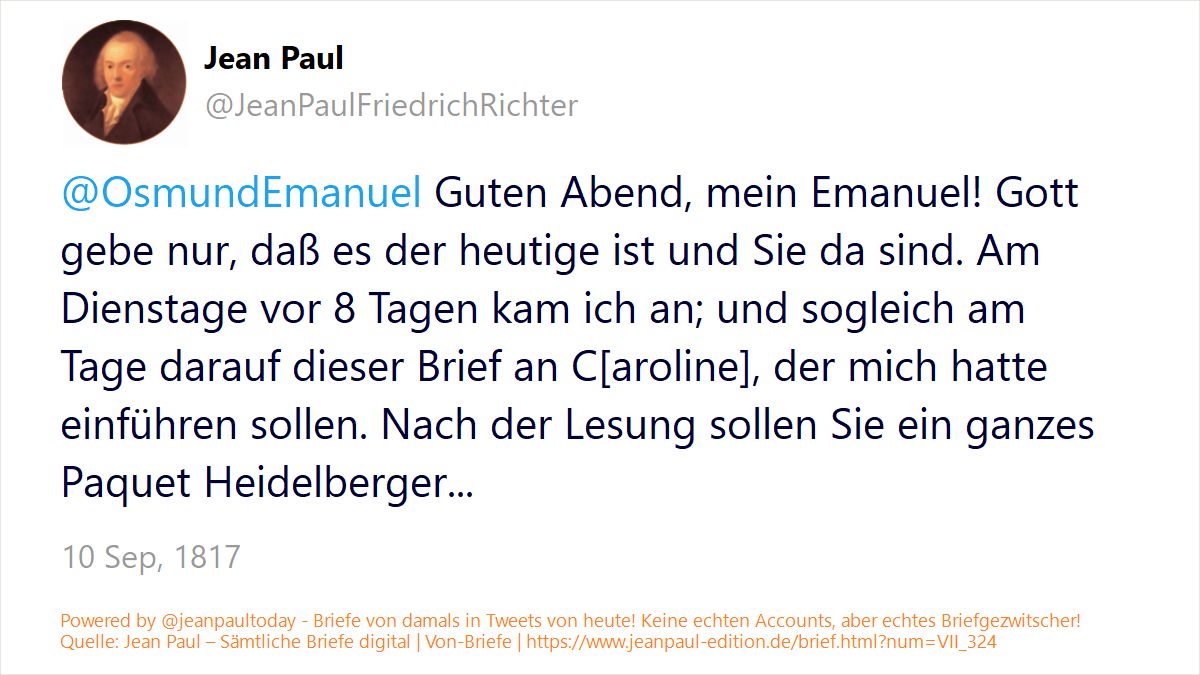 Jean Paul
@JeanPaulFriedrichRichter
@OsmundEmanuel Guten Abend, mein Emanuel! Gott
gebe nur, daß es der heutige ist und Sie da sind. Am
Dienstage vor 8 Tagen kam ich an; und sogleich am
Tage darauf dieser Brief an C[aroline], der mich hatte
einführen sollen. Nach der Lesung sollen Sie ein ganzes
Paquet Heidelberger...
10 Sep, 1817
Powered by @jeanpaultoday - Briefe von damals in Tweets von heute! Keine echten Accounts, aber echtes Briefgezwitscher!
Quelle: Jean Paul – Sämtliche Briefe digital | Von-Briefe | https://www.jeanpaul-edition.de/brief.html?num=VII_324